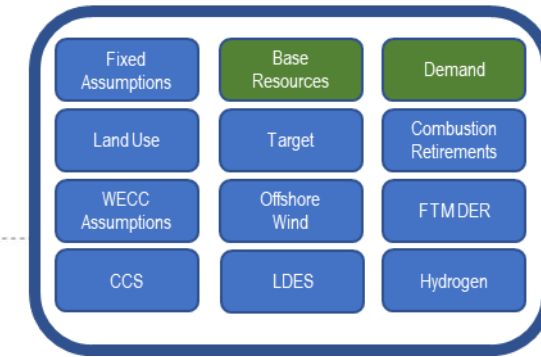 Fixed
Assumptions
Base
Resources
Demand
Land Use
Target
Combustion
Retirements
WECC
Assumptions
Offshore
Wind
FTM DER
CCS
LDES
Hydrogen